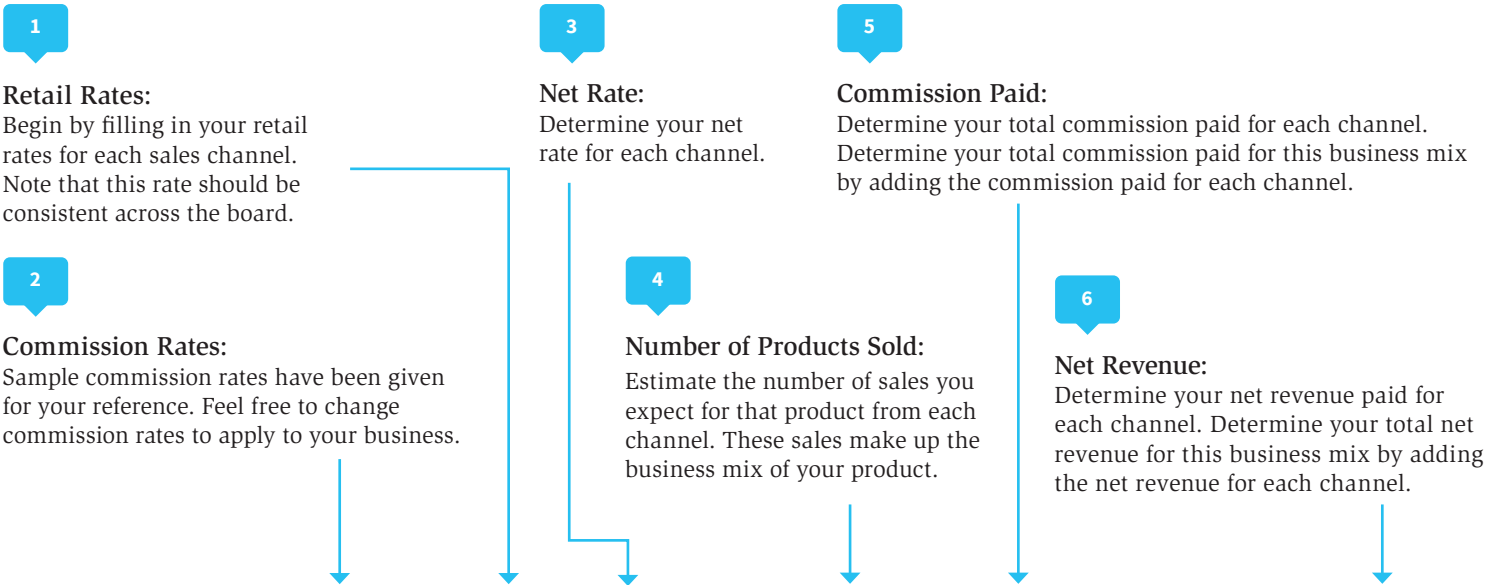 1
Retail Rates:
Begin by filling in your retail
rates for each sales channel.
Note that this rate should be
consistent across the board.
2
Commission Rates:
Sample commission rates have been given
for your reference. Feel free to change
commission rates to apply to your business.
3
Net Rate:
Determine your net
rate for each channel.
4
Number of Products Sold:
Estimate the number of sales you
expect for that product from each
channel. These sales make up the
business mix of your product.
5
Commission Paid:
Determine your total commission paid for each channel.
Determine your total commission paid for this business mix
by adding the commission paid for each channel.
6
Net Revenue:
Determine your net revenue paid for
each channel. Determine your total net
revenue for this business mix by adding
the net revenue for each channel.